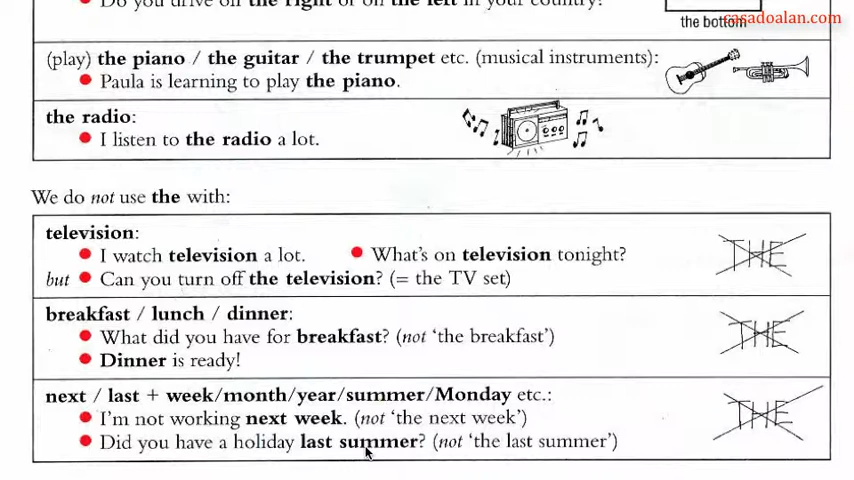 Do you drive on the right or on the left in your country?
the bottom
casadoalan.com
(play) the piano / the guitar / the trumpet etc. (musical instruments):
Paula is learning to play the piano.
the radio:
I listen to the radio a lot.
We do not use the with:
television:
I watch television a lot. What's on television tonight?
THE
but Can you turn off the television? (= the TV set)
breakfast / lunch / dinner:
What did you have for breakfast? (not 'the breakfast')
THE
Dinner is ready!
next / last + week/month/year/summer/Monday etc.:
I'm not working next week. (not 'the next week')
THE
Did you have a holiday last summer? (not 'the last summer')